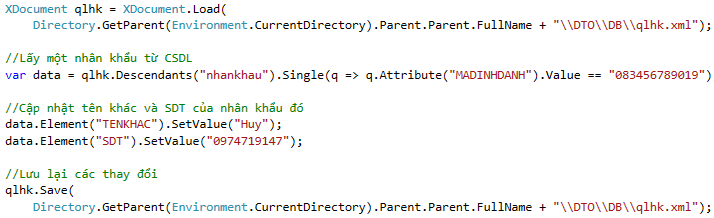 XDocument qlhk = XDocument.Load(
Directory.GetParent(Environment.CurrentDirectory).Parent.Parent.FullName + "\\DTO\\DB\\qlhk.xml");
//Lấy một nhân khẩu từ CSDL
var data = qlhk.Descendants("nhankhau").Single(q => q.Attribute("MADINHDANH").Value == "083456789019")
//Cập nhật tên khác và SDT của nhân khẩu đó
data.Element("TENKHAC").SetValue("Huy");
data.Element("SDT").SetValue("0974719147");
//Lưu lại các thay đổi
qlhk.Save(
Directory.GetParent(Environment.CurrentDirectory).Parent.Parent.FullName + "\\DTO\\DB\\qlhk.xml");